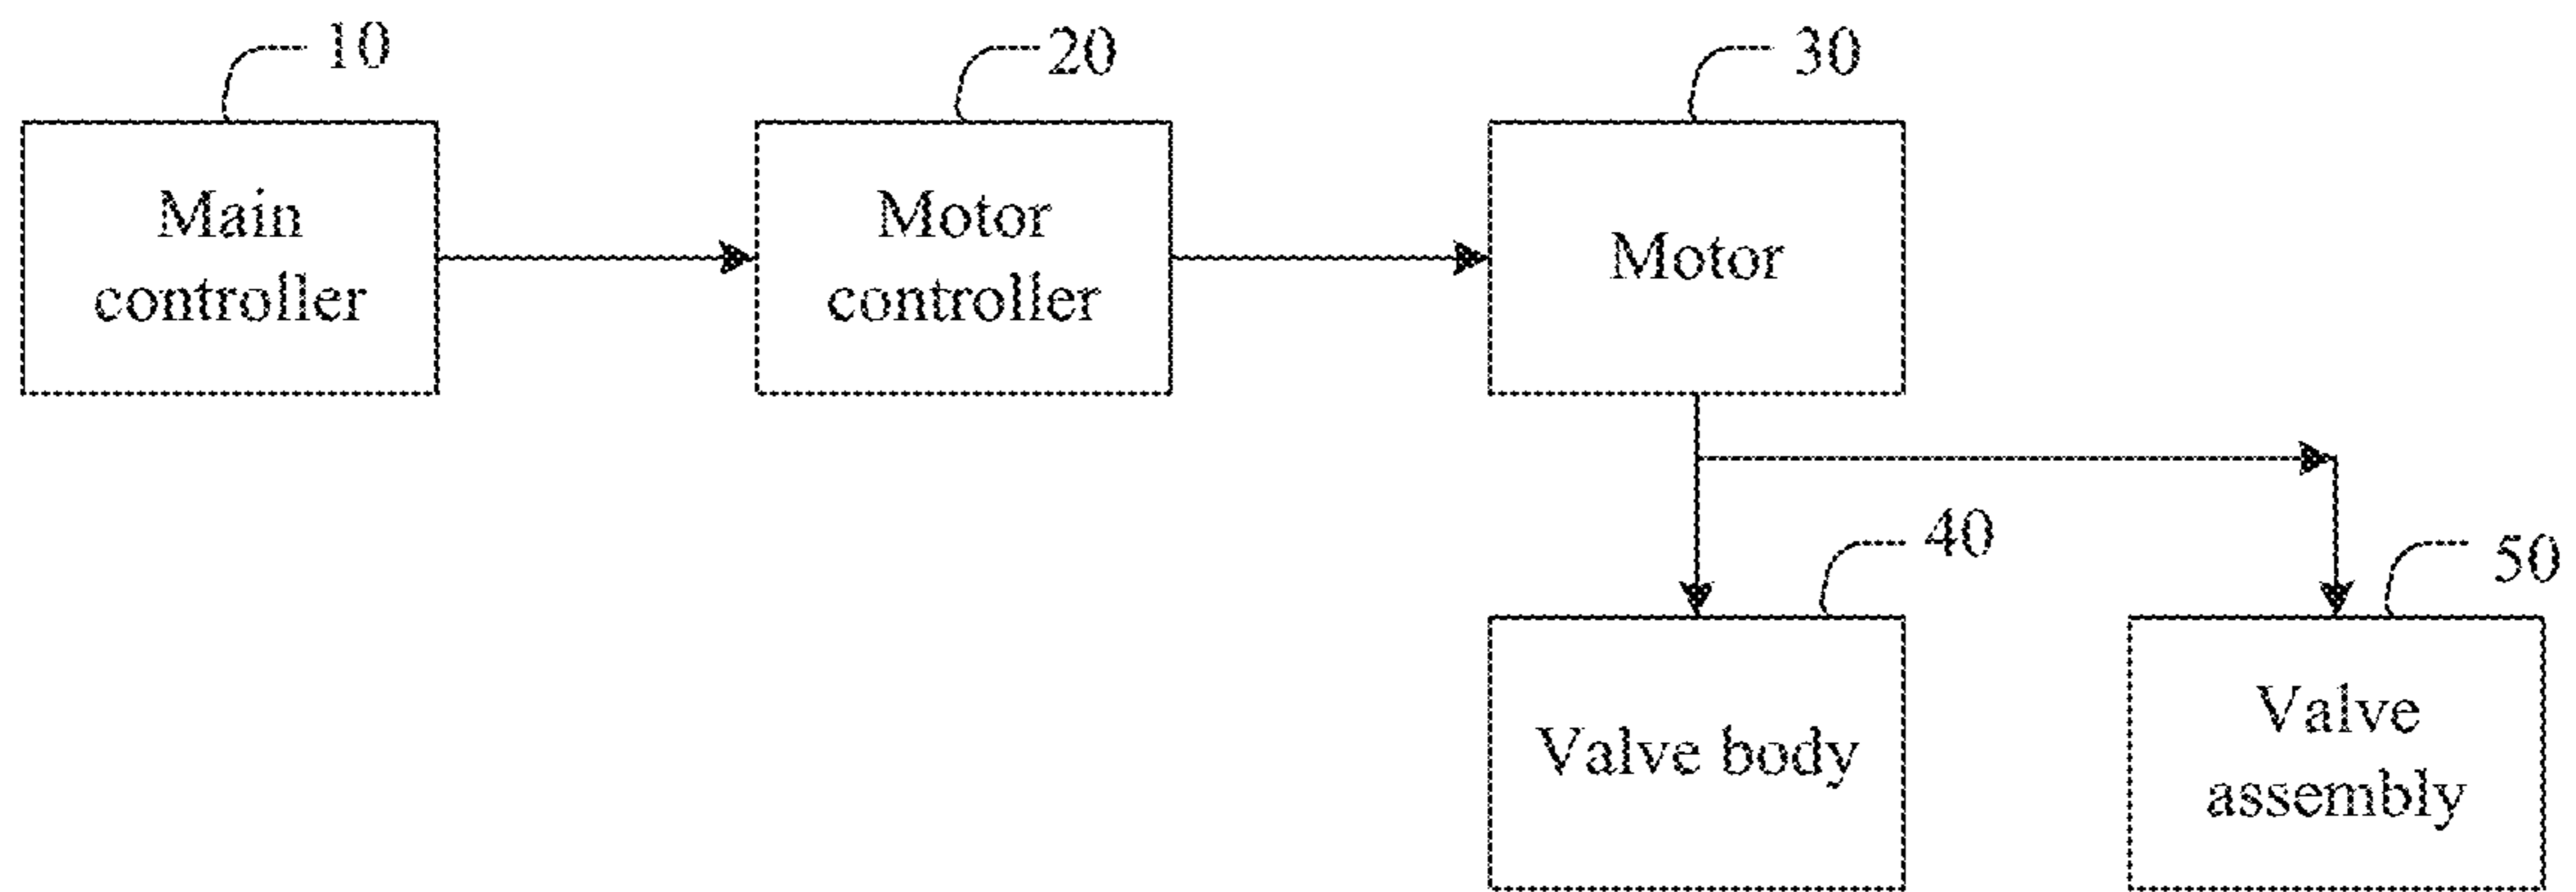 10
20
30
Main
controller
Motor
controller
Motor
40
50
Valve body
Valve
assembly